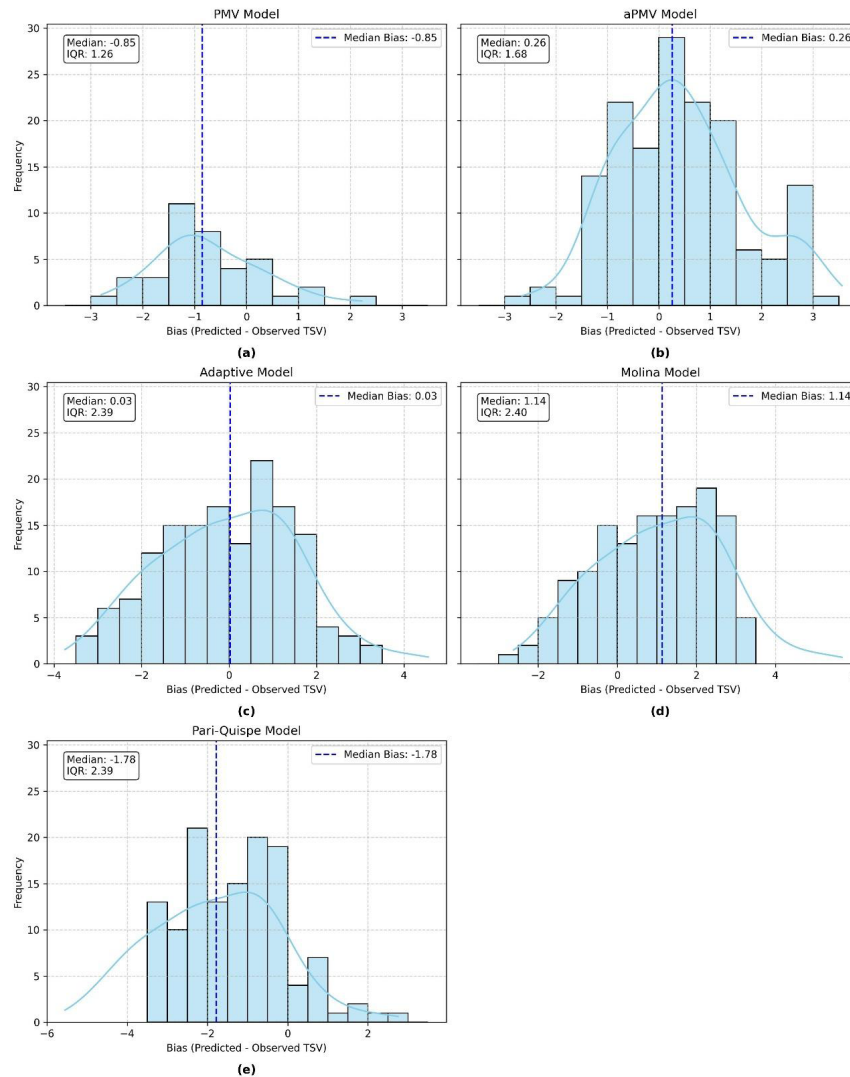 PMV Model
Median: -0.85
IQR: 1.26
Median Bias: -0.85
30
25
20
15
10
5
0
Frequency
−3 −2 −1 0 1 2 3
Bias (Predicted - Observed TSV)
(a)
aPMV Model
Median: 0.26
IQR: 1.68
Median Bias: 0.26
−3 −2 −1 0 1 2 3
Bias (Predicted - Observed TSV)
(b)
Adaptive Model
Median: 0.03
IQR: 2.39
Median Bias: 0.03
30
25
20
15
10
5
0
Frequency
−4 −2 0 2 4
Bias (Predicted - Observed TSV)
(c)
Molina Model
Median: 1.14
IQR: 2.40
Median Bias: 1.14
−2 0 2 4
Bias (Predicted - Observed TSV)
(d)
Pari-Quispe Model
Median: -1.78
IQR: 2.39
Median Bias: -1.78
30
25
20
15
10
5
0
Frequency
−6 −4 −2 0 2
Bias (Predicted - Observed TSV)
(e)